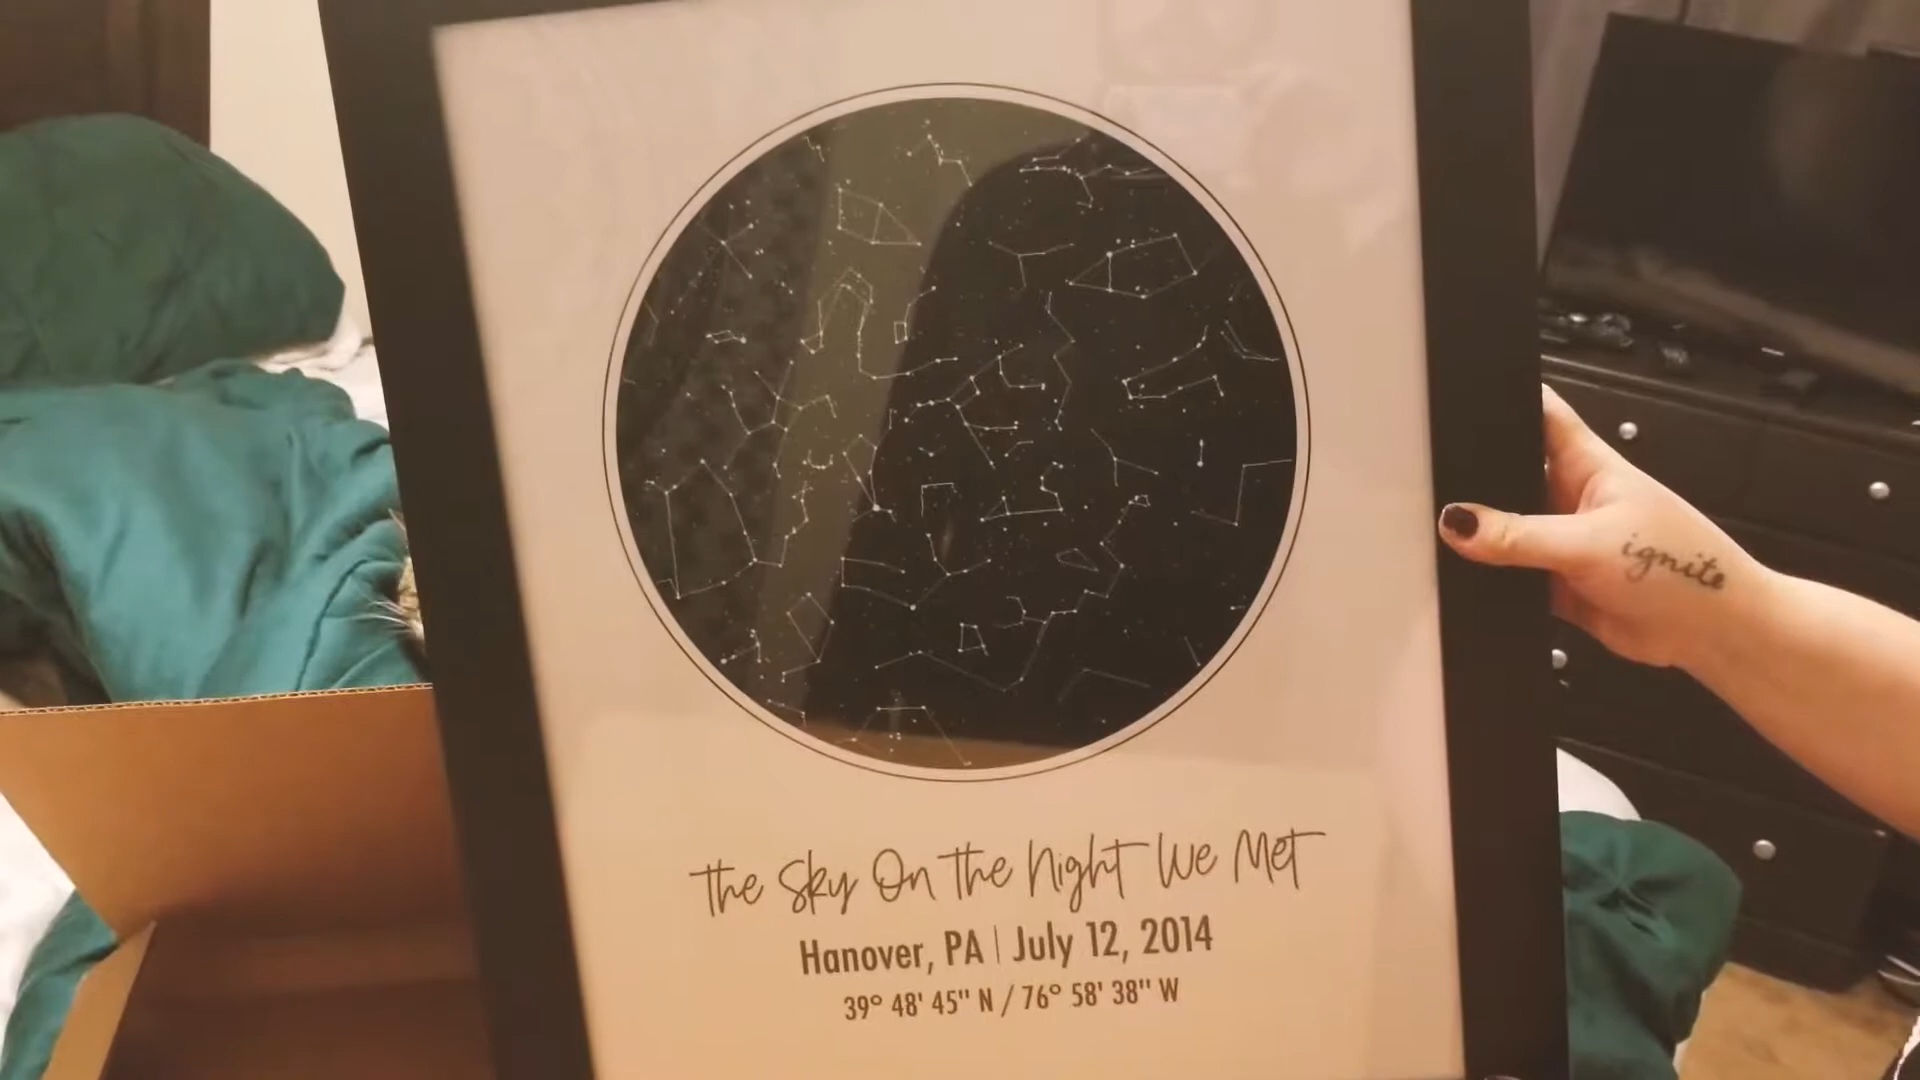 the Sky On the Night We Met
Hanover, PA | July 12, 2014
39° 48' 45" N / 76° 58' 38" W
ignite